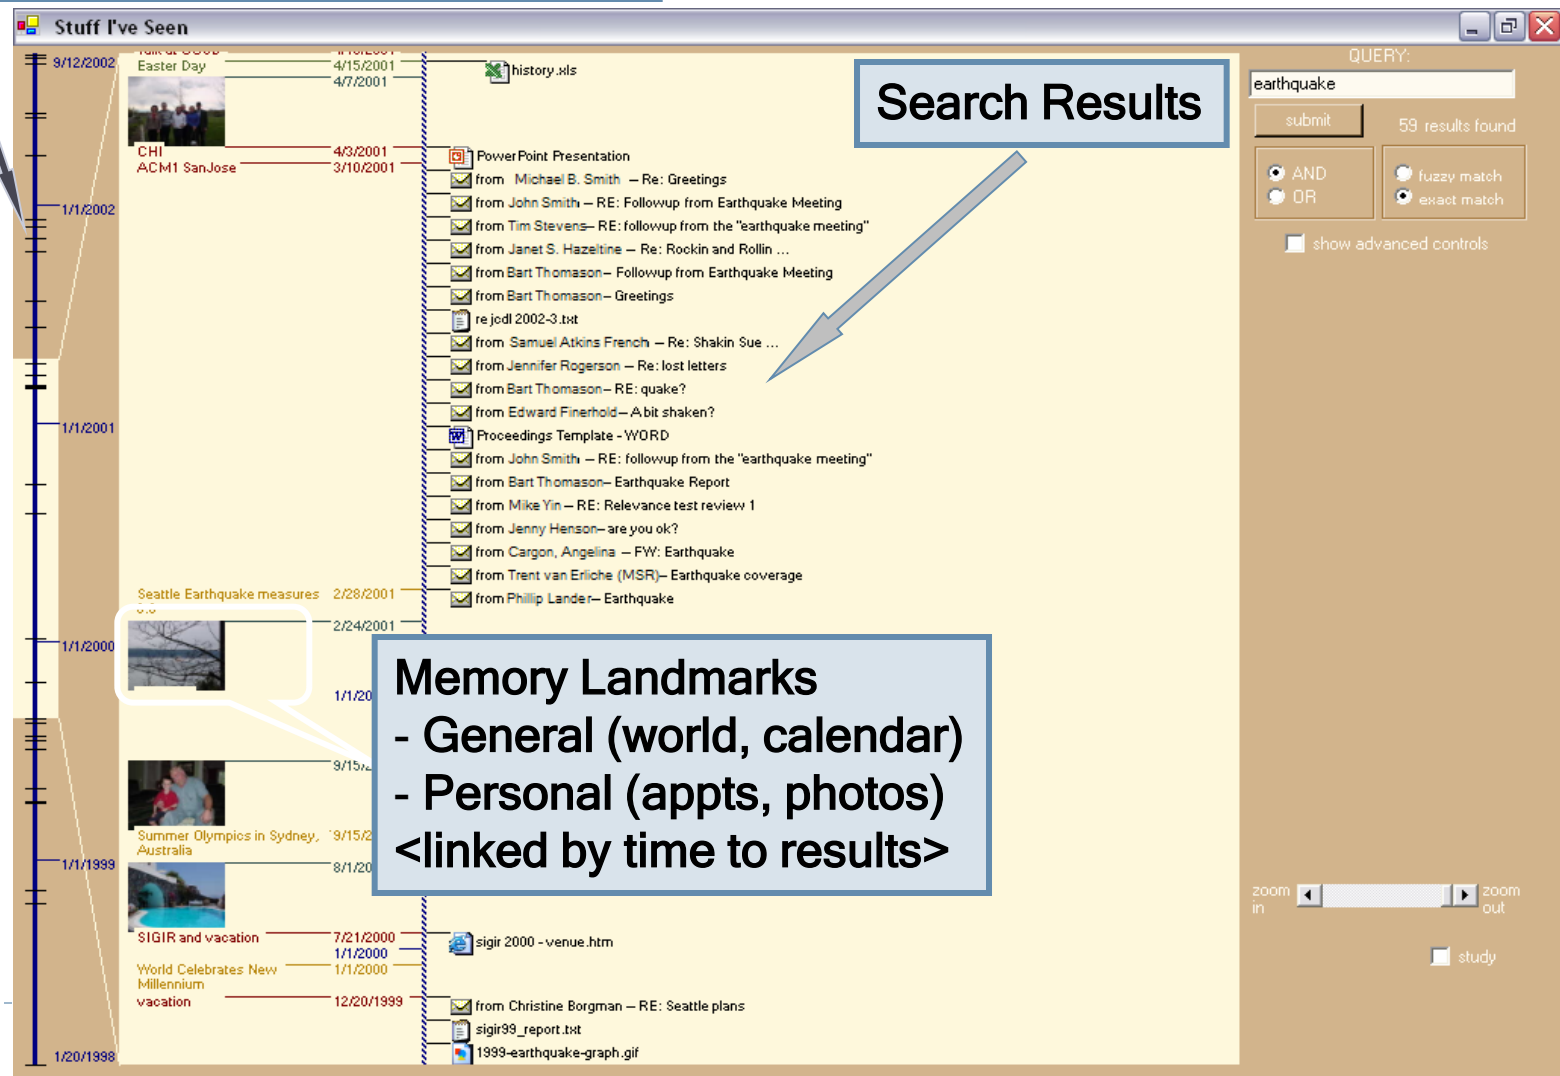 Stuff I've Seen
9/12/2002
1/1/2002
1/1/2001
1/1/2000
1/1/1999
1/20/1998
Easter Day 4/15/2001
4/7/2001
CHI 4/3/2001
ACM1 SanJose 3/10/2001
Seattle Earthquake measures 2/28/2001
2/24/2001
Summer Olympics in Sydney,
Australia
SIGIR and vacation 7/21/2000
1/1/2000
World Celebrates New 1/1/2000
Millennium
vacation 12/20/1999
history.xls
PowerPoint Presentation
from Michael B. Smith – Re: Greetings
from John Smith – RE: Followup from Earthquake Meeting
from Tim Stevens– RE: followup from the "earthquake meeting"
from Janet S. Hazeltine – Re: Rockin and Rollin ...
from Bart Thomason– Followup from Earthquake Meeting
from Bart Thomason– Greetings
re jcdl 2002-3.txt
from Samuel Atkins French – Re: Shakin Sue ...
from Jennifer Rogerson – Re: lost letters
from Bart Thomason– RE: quake?
from Edward Finerhold– A bit shaken?
Proceedings Template - WORD
from John Smith – RE: followup from the "earthquake meeting"
from Bart Thomason– Earthquake Report
from Mike Yin – RE: Relevance test review 1
from Jenny Henson– are you ok?
from Cargon, Angelina – FW: Earthquake
from Trent van Erliche (MSR)– Earthquake coverage
from Phillip Lander– Earthquake
sigir 2000 - venue.htm
from Christine Borgman – RE: Seattle plans
sigir99_report.txt
1999-earthquake-graph.gif
Search Results
Memory Landmarks
- General (world, calendar)
- Personal (appts, photos)
<linked by time to results>
QUERY:
earthquake
submit 59 results found
AND
OR
fuzzy match
exact match
show advanced controls
zoom in
zoom out
study